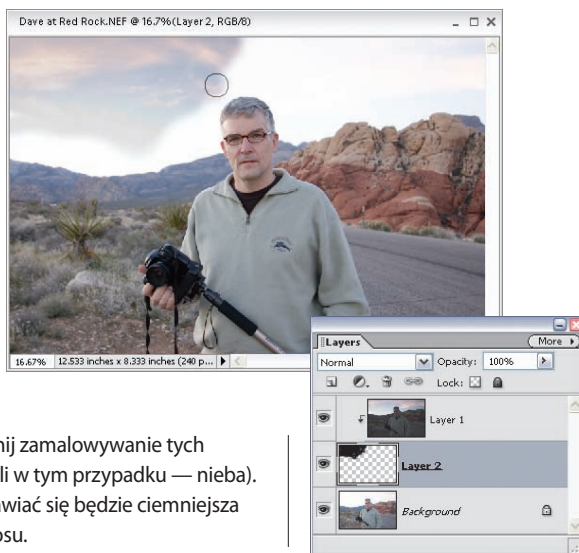 Dave at Red Rock.NEF @ 16.7%(Layer 2, RGB/8)
16.67% 12.533 inches x 8.333 inches (240 p...
Layers More
Normal Opacity: 100%
Lock:
Layer 1
Layer 2
Background
nij zamalowywanie tych
li w tym przypadku — nieba).
wiać się będzie ciemniejsza
osu.